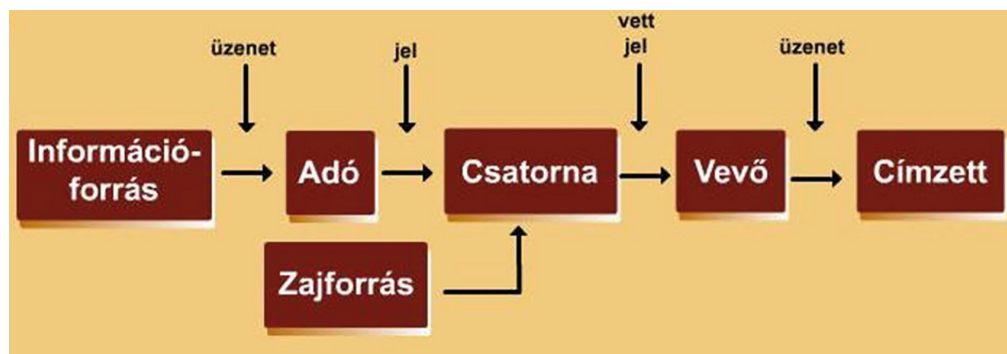 üzenet
jel
vett
jel
üzenet
Információ-
forrás
Adó
Csatorna
Vevő
Címzett
Zajforrás